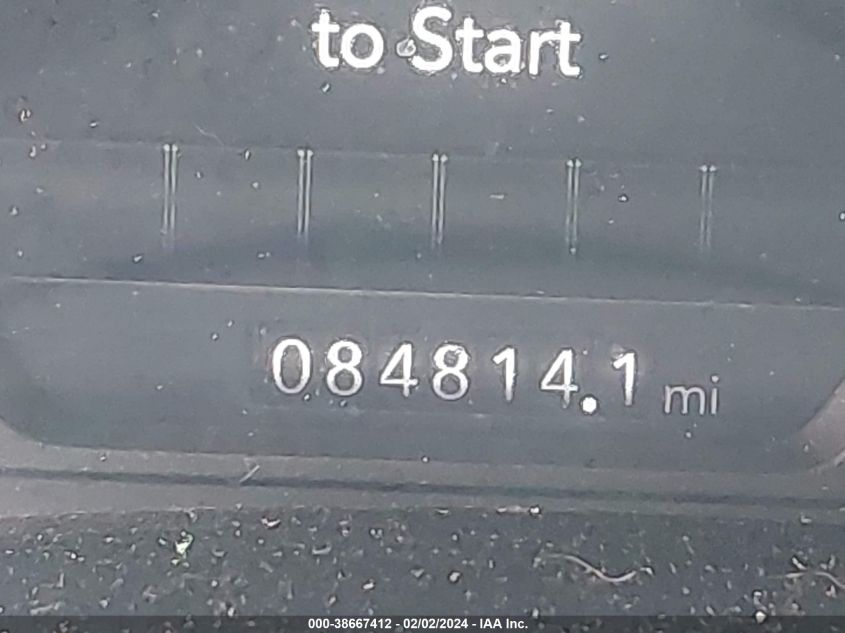 to Start
084814.1 mi
000-38667412 - 02/02/2024 - IAA Inc.